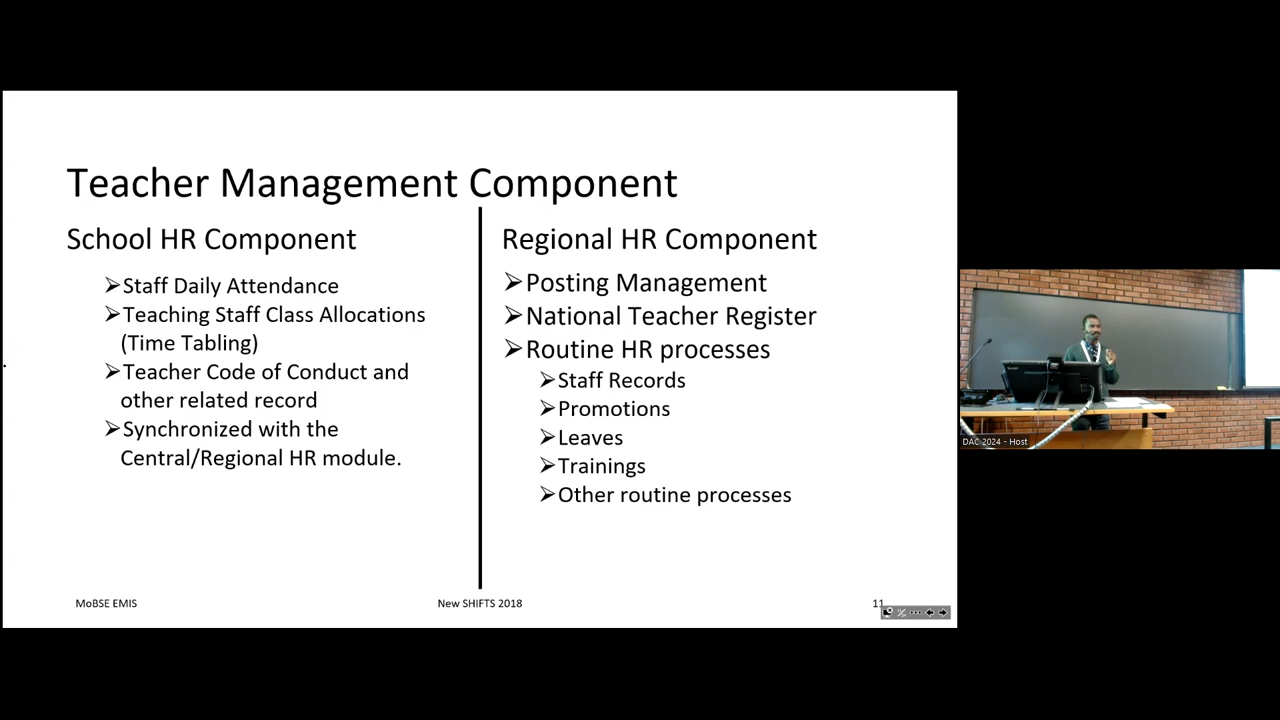 Teacher Management Component
School HR Component
➢Staff Daily Attendance
➢Teaching Staff Class Allocations
(Time Tabling)
➢Teacher Code of Conduct and
other related record
➢Synchronized with the
Central/Regional HR module.
Regional HR Component
➢Posting Management
➢National Teacher Register
➢Routine HR processes
➢Staff Records
➢Promotions
➢Leaves
➢Trainings
➢Other routine processes
MoBSE EMIS
New SHIFTS 2018
11
DAC 2024 - Host